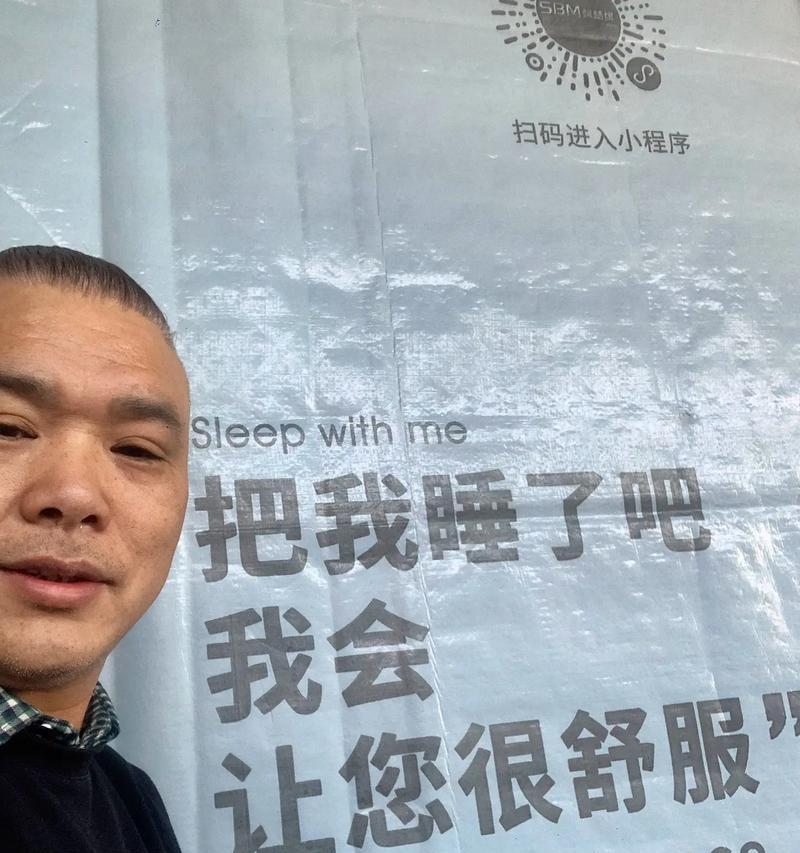 SBM
扫码进入小程序
Sleep with me
把我睡了吧
我会
让您很舒服”